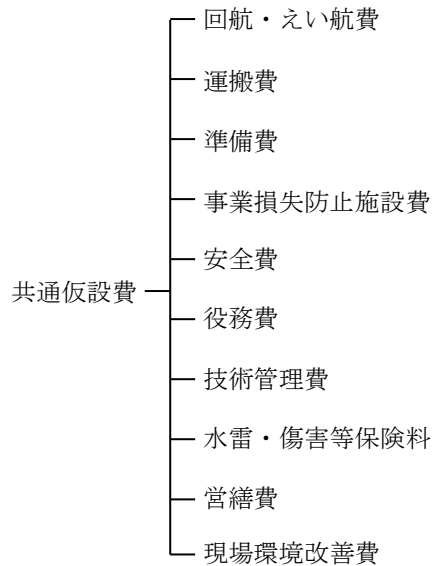 回航・えい航費
運搬費
準備費
事業損失防止施設費
安全費
共通仮設費
役務費
技術管理費
水雷・傷害等保険料
営繕費
現場環境改善費